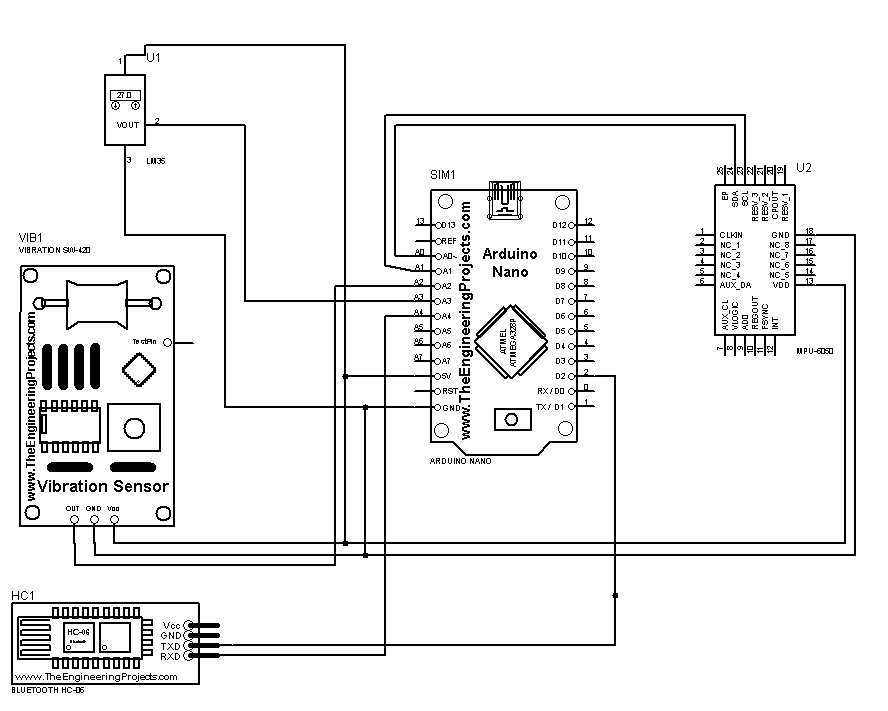 U1
1
27.0
VOUT
2
3
LM35
VIB1
VIBRATION SW-420
TestPin
www.TheEngineeringProjects.com
Vibration Sensor
OUT GND Vcc
HC1
HC-06
Bluetooth
Vcc
GND
TXD
RXD
www.TheEngineeringProjects.com
BLUETOOTH HC-06
SIM1
www.TheEngineeringProjects.com
Arduino
Nano
ATMEL
ATMEGA328P
13 D13
REF
A0 A0~
A1 A1
A2 A2
A3 A3
A4 A4
A5 A5
A6 A6
A7 A7
5V
RST
GND
D12 12
D11 11
D10 10
D9 9
D8 8
D7 7
D6 6
D5 5
D4 4
D3 3
D2 2
RX / D0 0
TX / D1 1
ARDUINO NANO
U2
25 24 23 22 21 20 19
EP SDA SCL RESV_3 RESV_2 CPOUT RESV_1
1 CLKIN
2 NC_1
3 NC_2
4 NC_3
5 NC_4
6 AUX_DA
GND 18
NC_8 17
NC_7 16
NC_6 15
NC_5 14
VDD 13
AUX_CL VLOGIC AD0 REGOUT FSYNC INT
7 8 9 10 11 12
MPU-6050